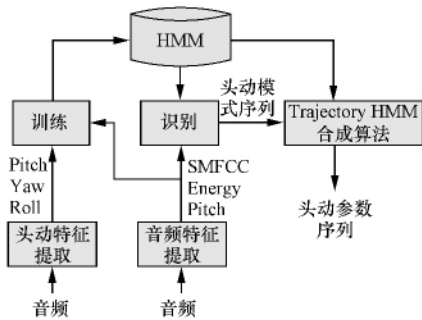 HMM
头动模
式序列
训练
识别
Trajectory HMM
合成算法
Pitch
Yaw
Roll
SMFCC
Energy
Pitch
头动参数
序列
头动特征
提取
音频特征
提取
音频
音频